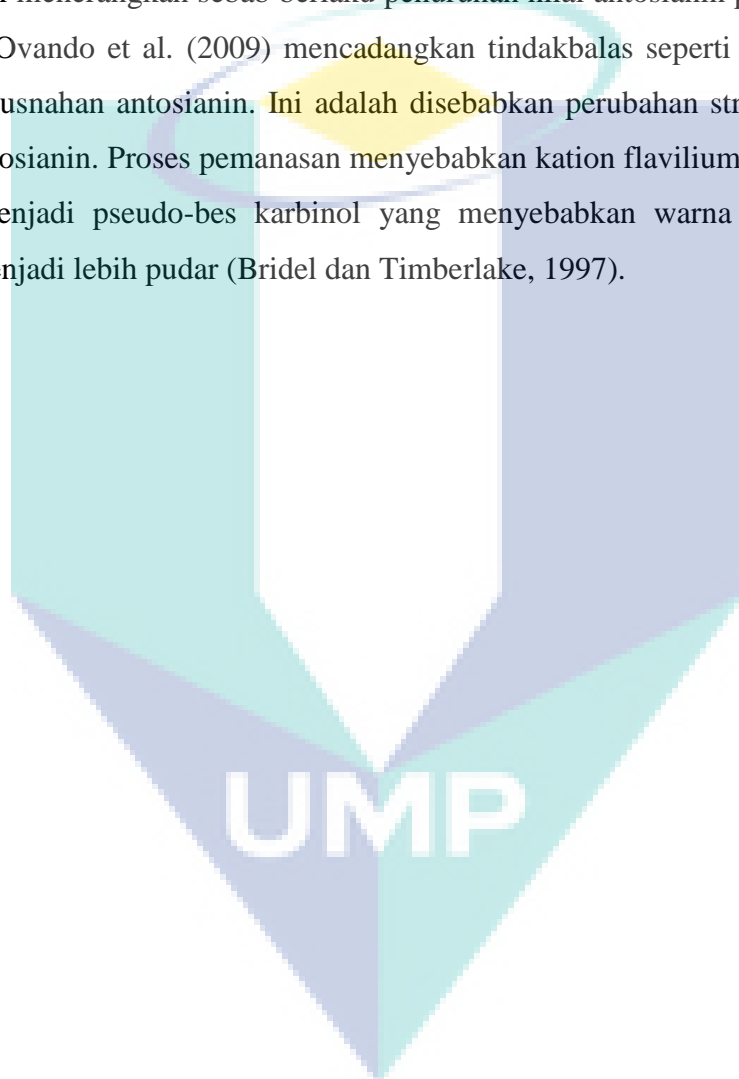 menerangkan sebab berlaku penurunan nilai antosianin
Ovando et al. (2009) mencadangkan tindakbalas seperti
usnahan antosianin. Ini adalah disebabkan perubahan str
osianin. Proses pemanasan menyebabkan kation flavilium
enjadi pseudo-bes karbinol yang menyebabkan warna
njadi lebih pudar (Bridel dan Timberlake, 1997).
UMP